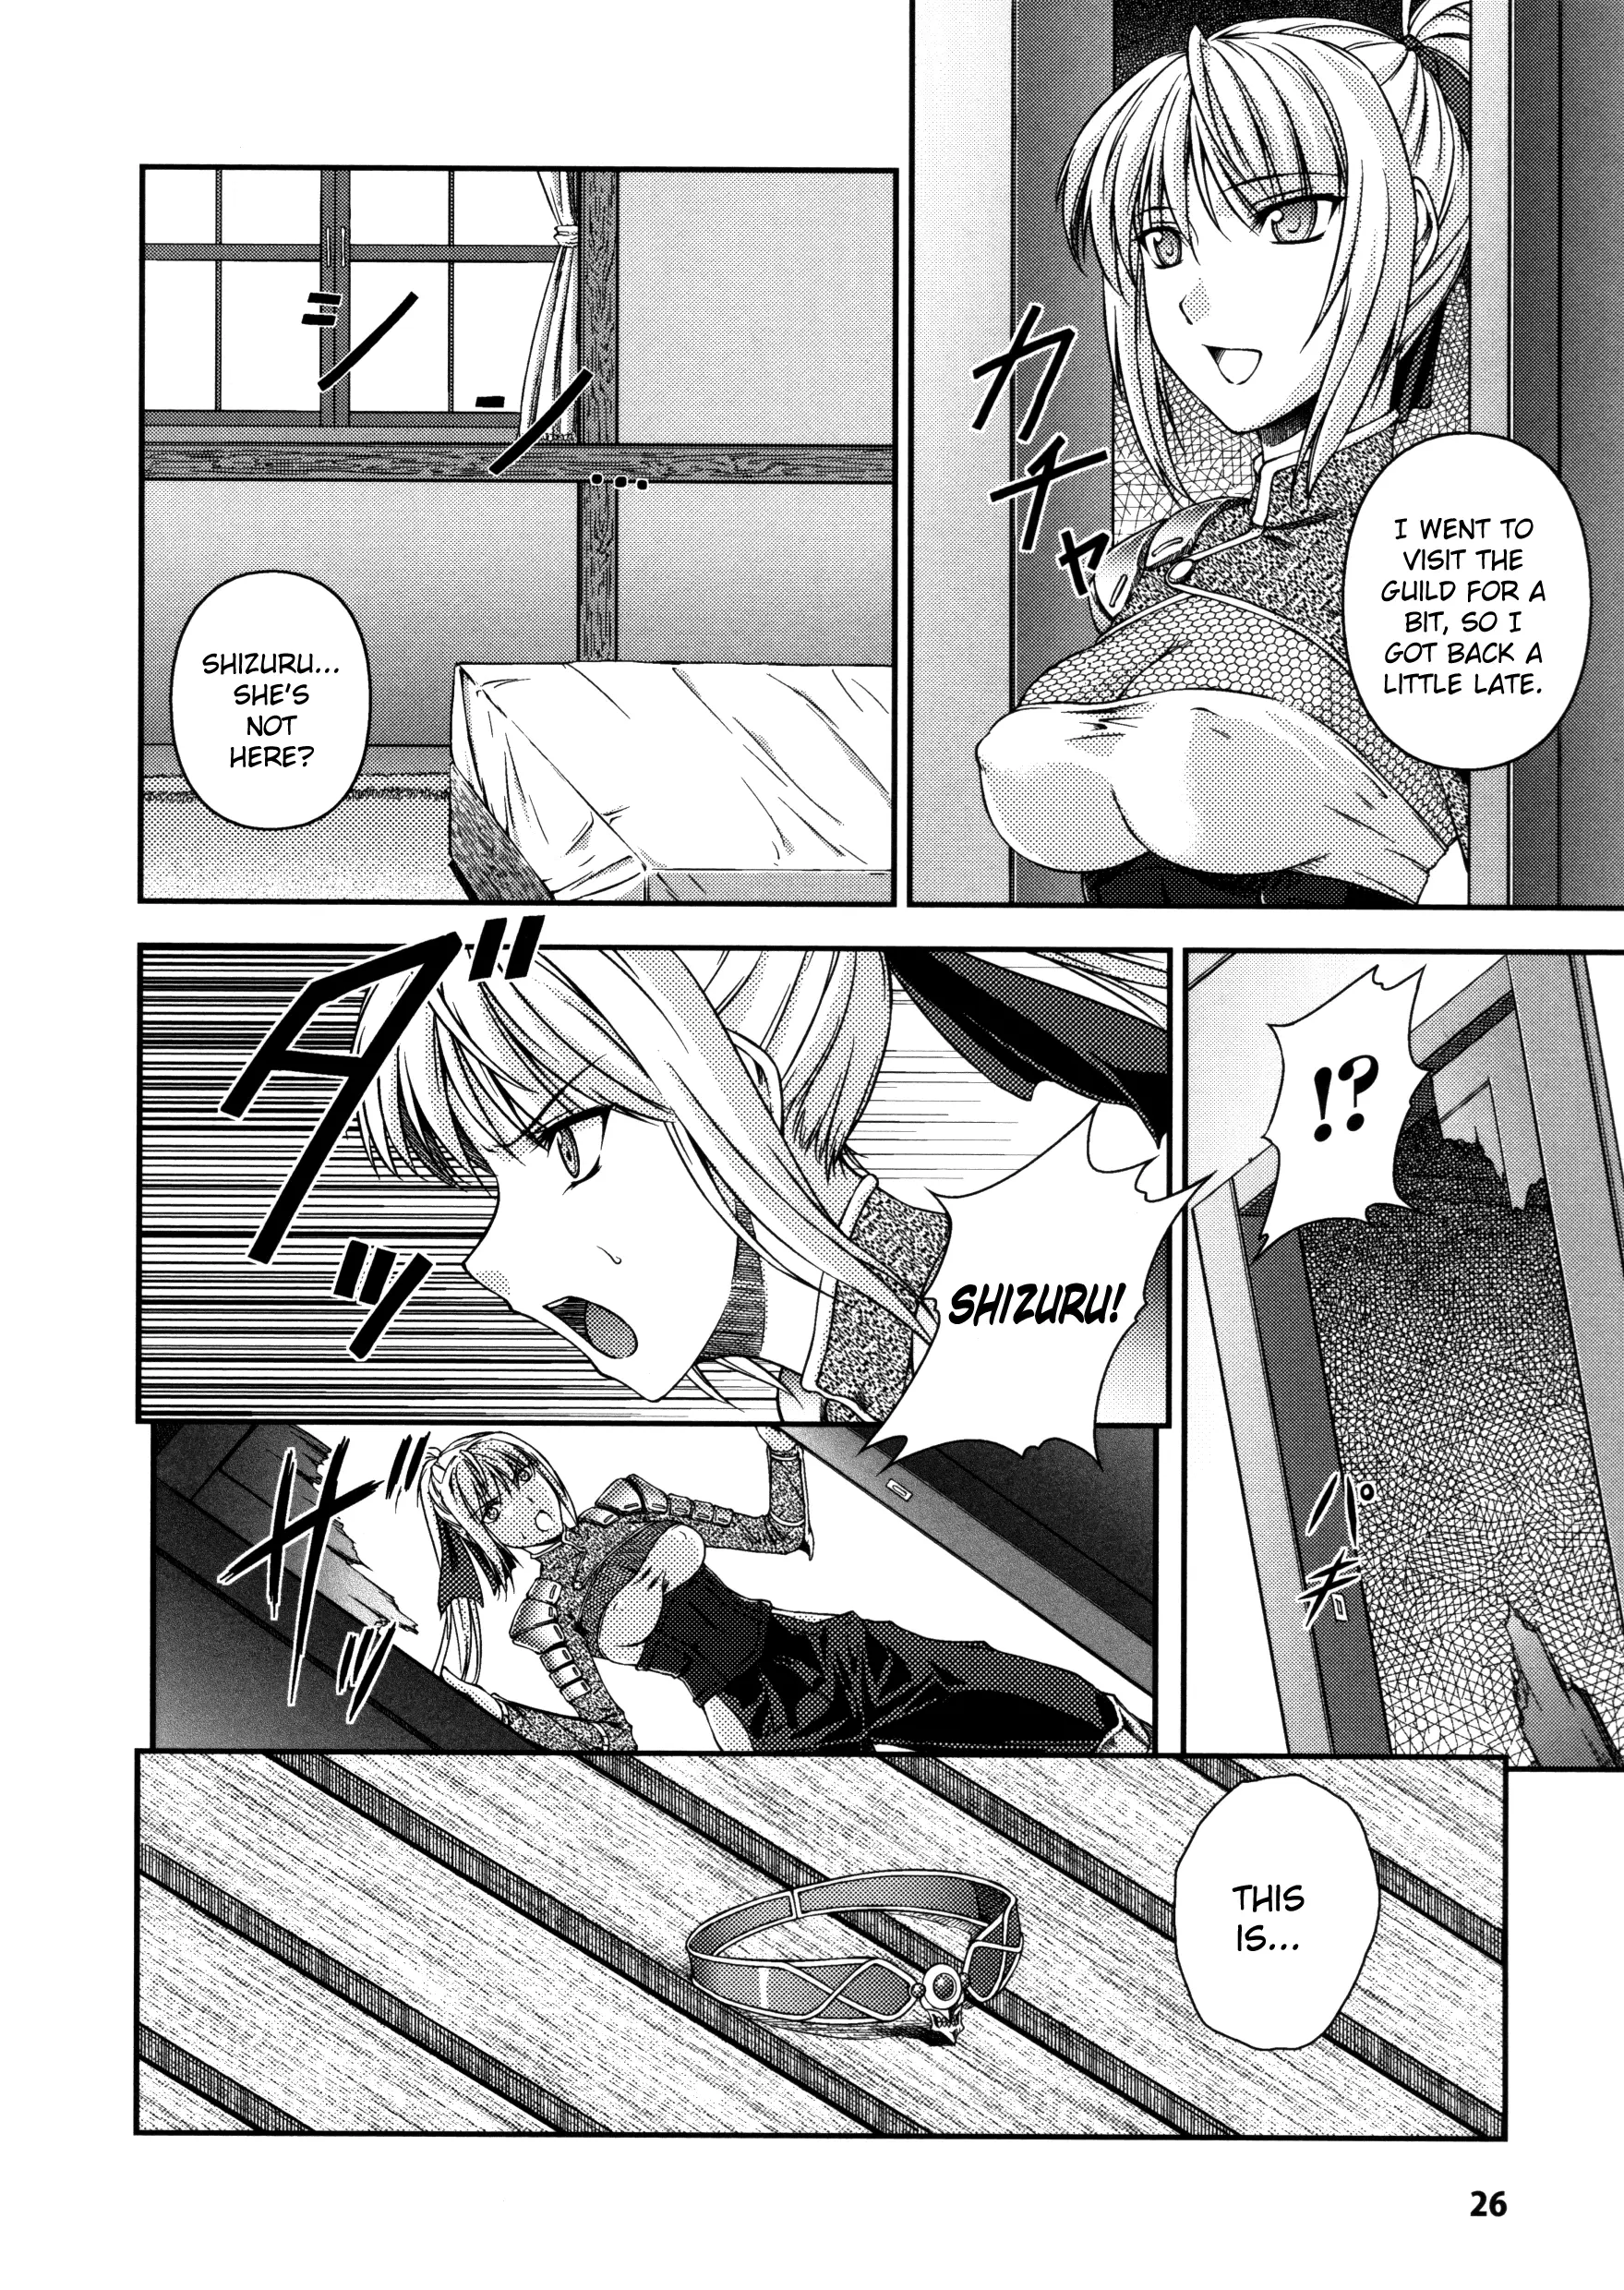 I WENT TO
VISIT THE
GUILD FOR A
BIT, SO I
GOT BACK A
LITTLE LATE.
カチャ
シーン...
SHIZURU...
SHE'S
NOT
HERE?
!?
パキ
SHIZURU!
ダッ
ザッ
THIS
IS...
26